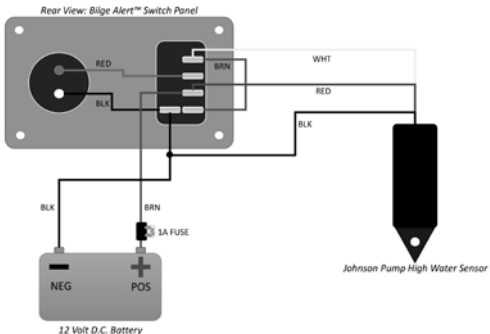 Rear View: Bilge Alert™ Switch Panel
WHT
RED
BRN
RED
BLK
BLK
BLK
BRN
1A FUSE
NEG
POS
Johnson Pump High Water Sensor
12 Volt D.C. Battery